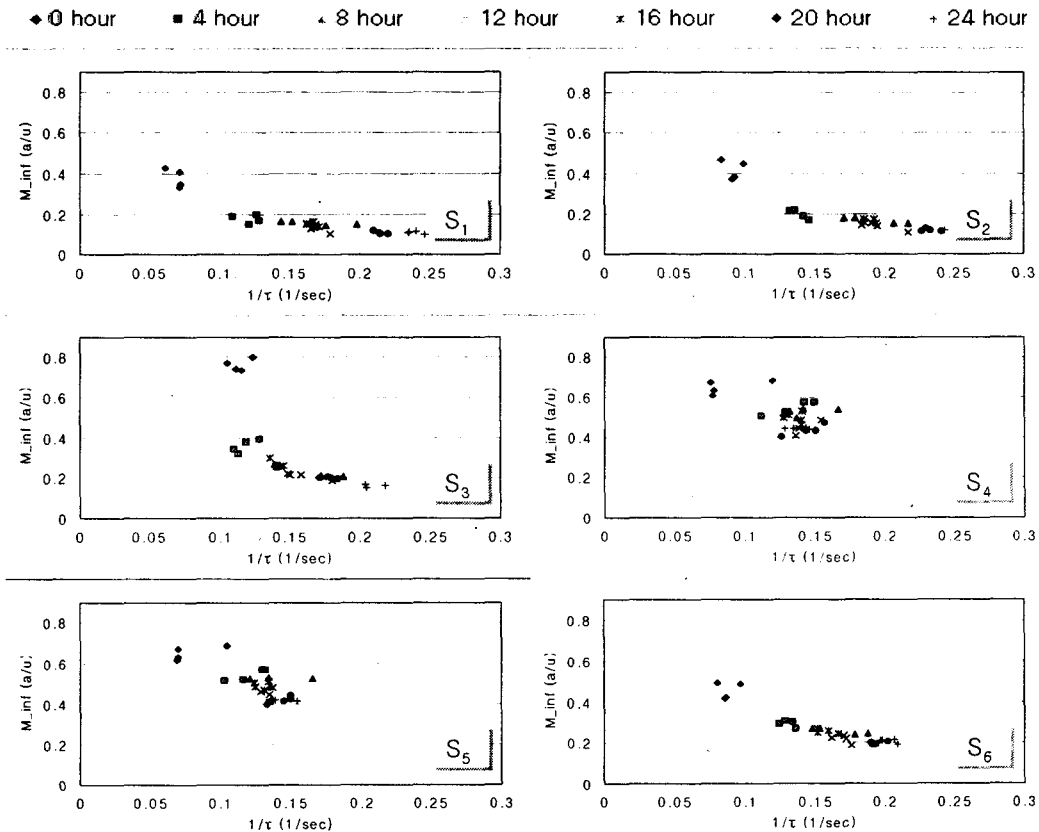 0 hour 4 hour 8 hour 12 hour 16 hour 20 hour 24 hour
0.8
0.6
0.4
0.2
0
M_inf (a/u)
S1
0 0.05 0.1 0.15 0.2 0.25 0.3
1/τ (1/sec)
0.8
0.6
0.4
0.2
0
M_inf (a/u)
S2
0 0.05 0.1 0.15 0.2 0.25 0.3
1/τ (1/sec)
0.8
0.6
0.4
0.2
0
M_inf (a/u)
S3
0 0.05 0.1 0.15 0.2 0.25 0.3
1/τ (1/sec)
0.8
0.6
0.4
0.2
0
M_inf (a/u)
S4
0 0.05 0.1 0.15 0.2 0.25 0.3
1/τ (1/sec)
0.8
0.6
0.4
0.2
0
M_inf (a/u)
S5
0 0.05 0.1 0.15 0.2 0.25 0.3
1/τ (1/sec)
0.8
0.6
0.4
0.2
0
M_inf (a/u)
S6
0 0.05 0.1 0.15 0.2 0.25 0.3
1/τ (1/sec)